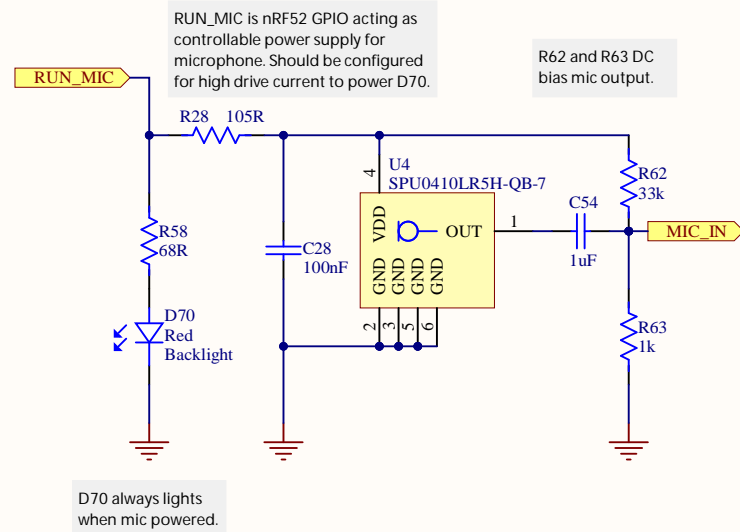 RUN_MIC is nRF52 GPIO acting as
controllable power supply for
microphone. Should be configured
for high drive current to power D70.
R62 and R63 DC
bias mic output.
RUN_MIC
R28 105R
U4
SPU0410LR5H-QB-7
4
VDD
OUT
1
GND
GND
GND
GND
2
3
5
6
C54
1uF
R62
33k
MIC_IN
R58
68R
C28
100nF
D70
Red
Backlight
R63
1k
D70 always lights
when mic powered.